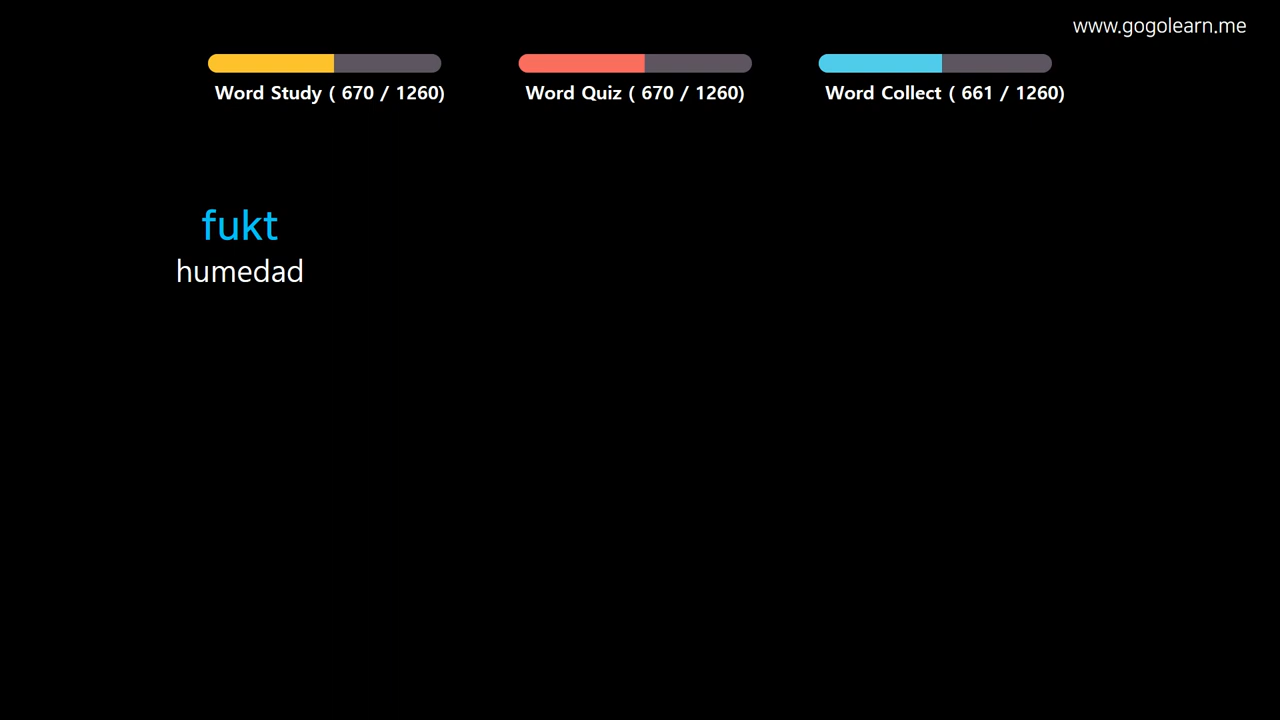 www.gogolearn.me
Word Study ( 670 / 1260)
Word Quiz ( 670 / 1260)
Word Collect ( 661 / 1260)
fukt
humedad